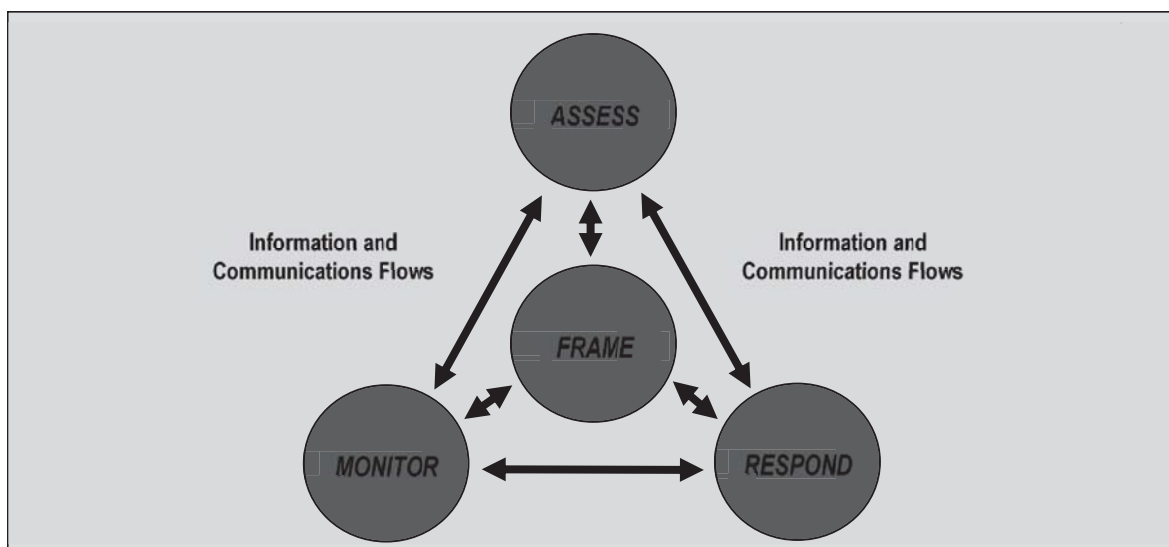 ASSESS
Information and
Communications Flows
Information and
Communications Flows
FRAME
MONITOR
RESPOND